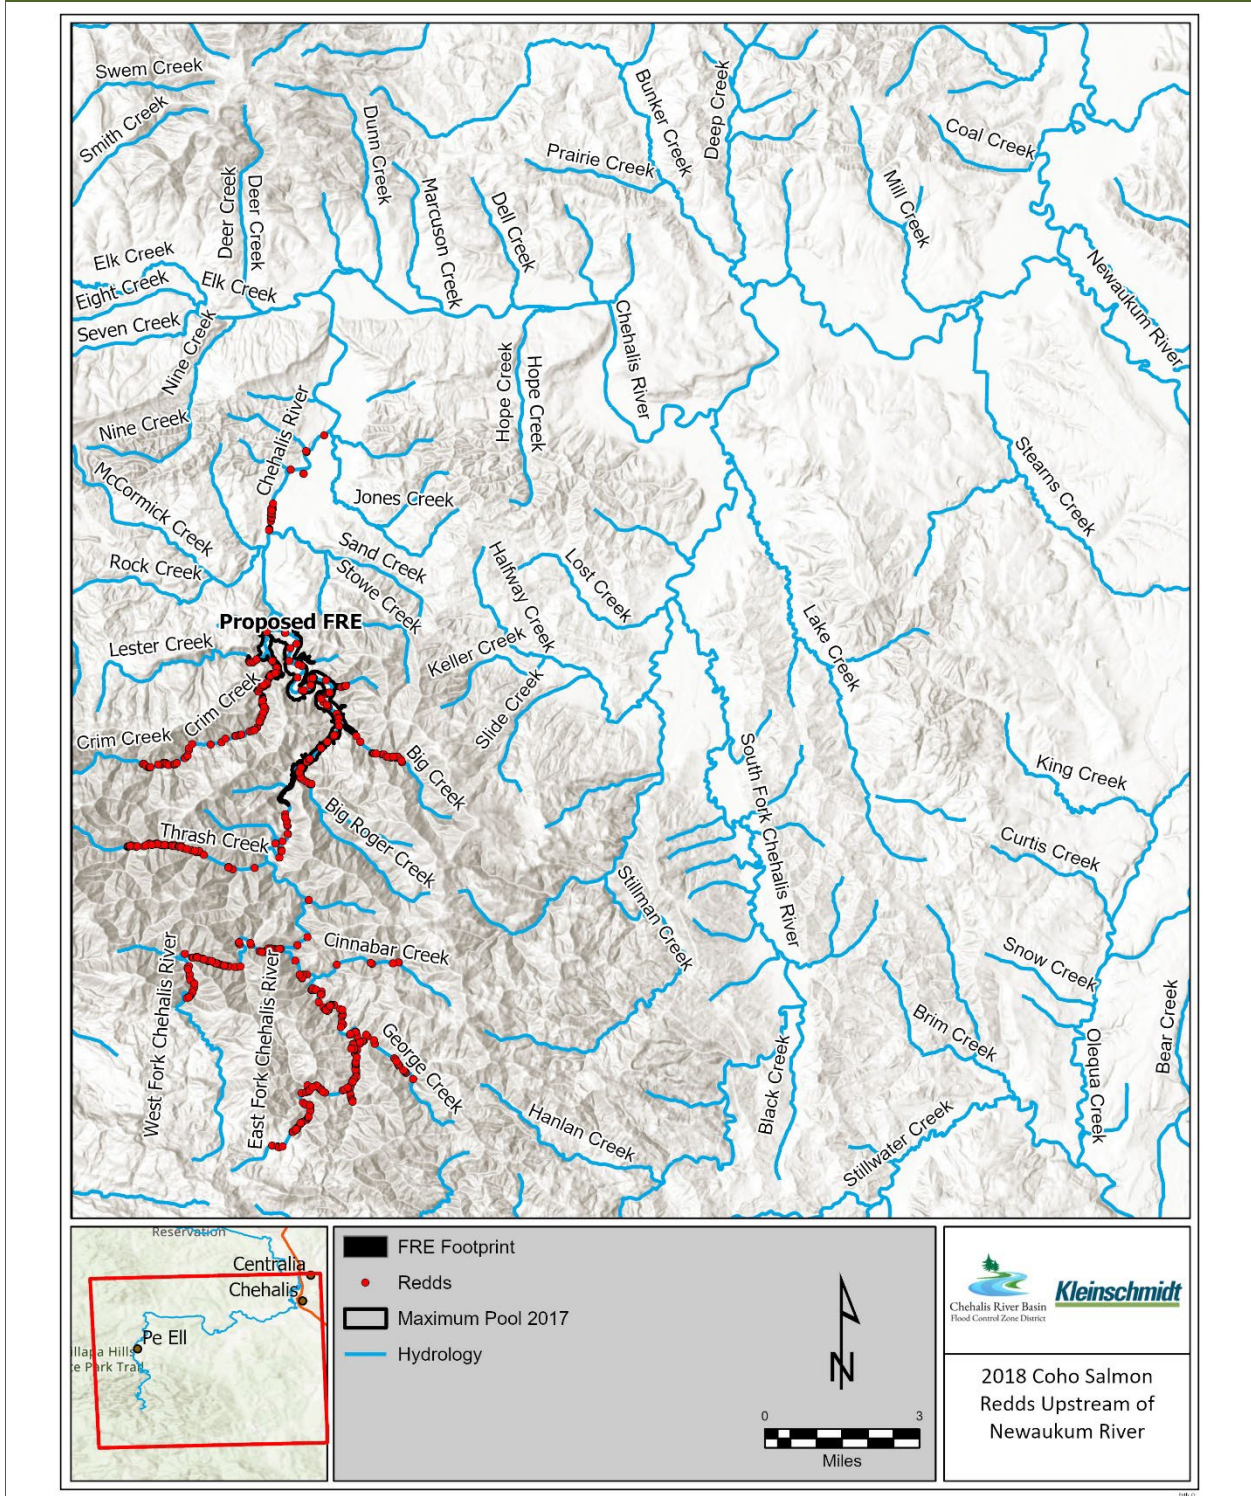 Swem Creek
Smith Creek
Dunn Creek
Bunker Creek
Deep Creek
Coal Creek
Prairie Creek
Mill Creek
Deer Creek
Deer Creek
Marcuson Creek
Dell Creek
Elk Creek
Eight Creek
Elk Creek
Seven Creek
Nine Creek
Newaukum River
Hope Creek
Hope Creek
Chehalis River
Nine Creek
Chehalis River
McCormick Creek
Jones Creek
Stearns Creek
Rock Creek
Sand Creek
Stowe Creek
Halfway Creek
Lost Creek
Proposed FRE
Lester Creek
Keller Creek
Lake Creek
Crim Creek
Slide Creek
Crim Creek
Big Creek
South Fork Chehalis River
King Creek
Thrash Creek
Big Roger Creek
Curtis Creek
Stillman Creek
Cinnabar Creek
Snow Creek
West Fork Chehalis River
East Fork Chehalis River
George Creek
Brim Creek
Bear Creek
Olequa Creek
Black Creek
Hanlan Creek
Stillwater Creek
Reservation
Centralia
Chehalis
Pe Ell
illapa Hills
te Park Trail
FRE Footprint
Redds
Maximum Pool 2017
Hydrology
N
0 3
Miles
Chehalis River Basin
Flood Control Zone District
Kleinschmidt
2018 Coho Salmon
Redds Upstream of
Newaukum River